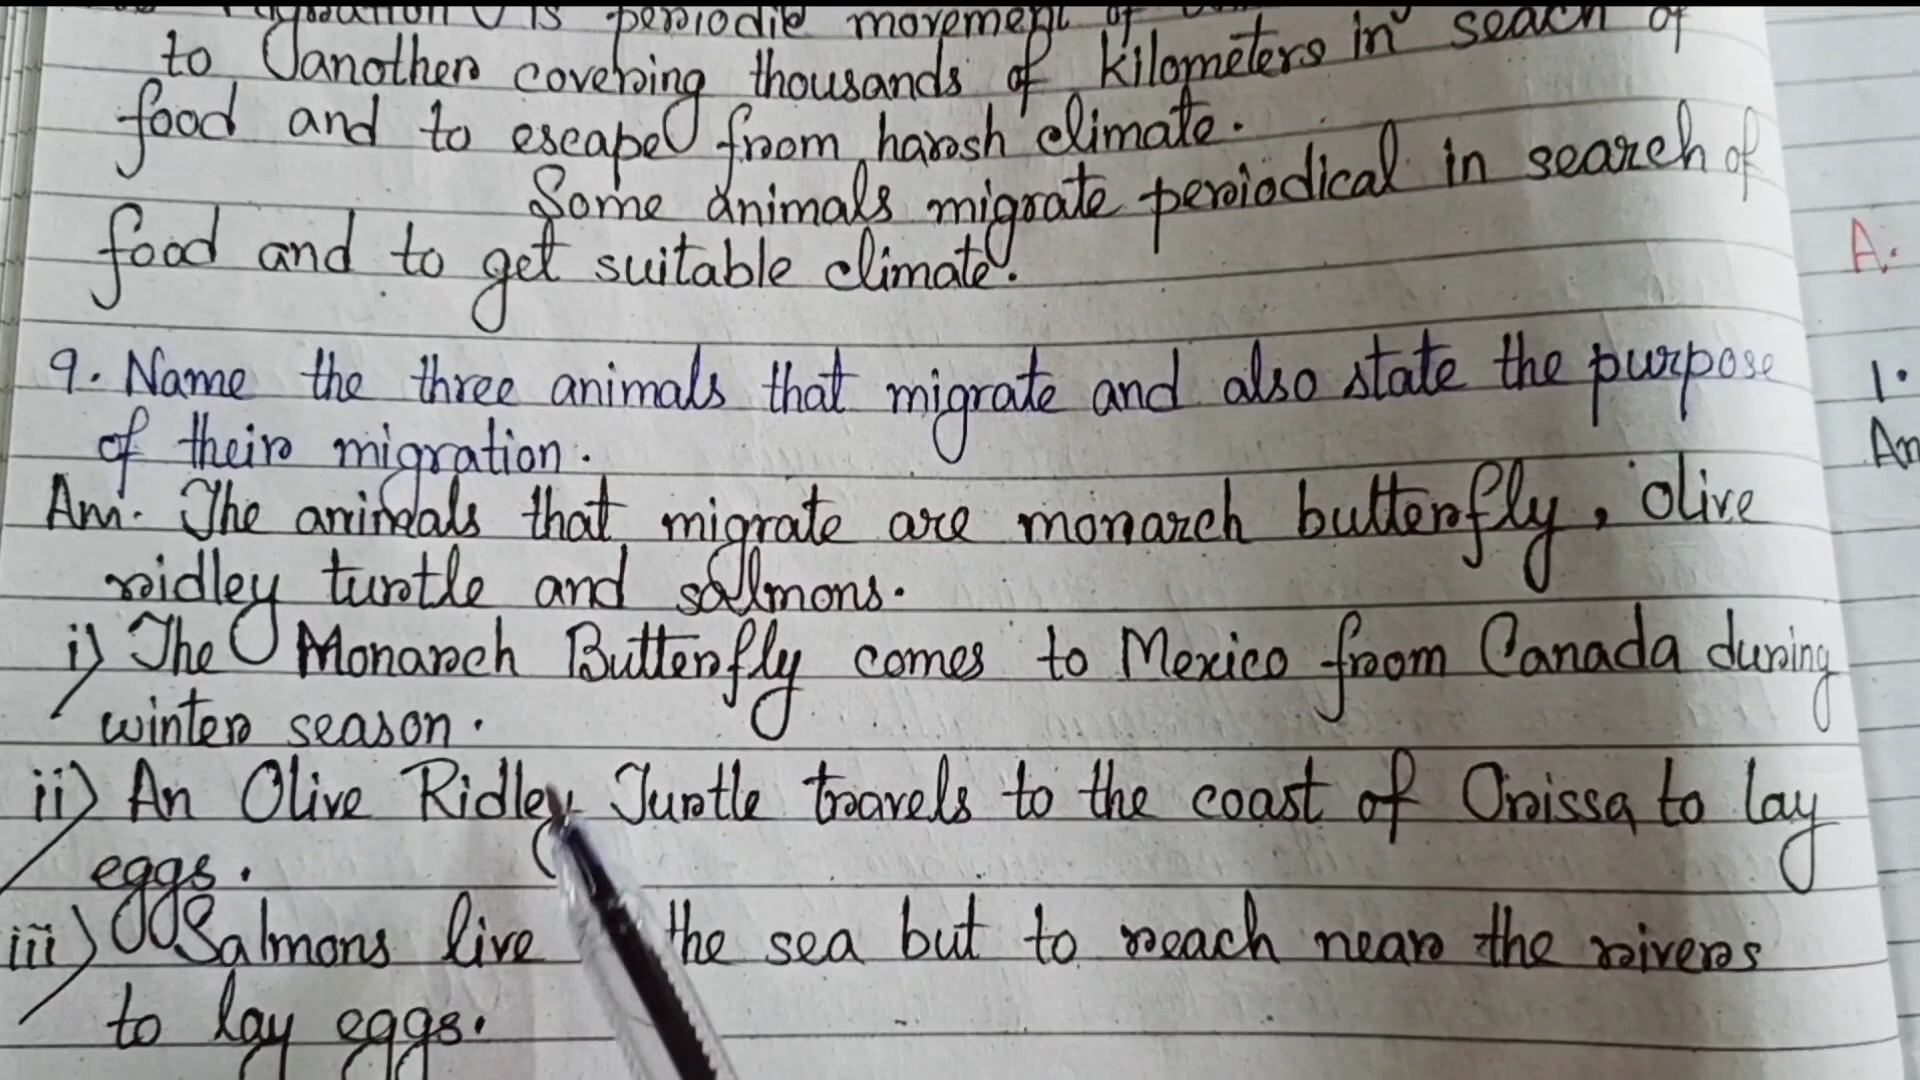 is periodic movement of
to another covering thousands of kilometers in seach of
food and to escape from harsh climate.
Some animals migrate periodical in search of
food and to get suitable climate.
9. Name the three animals that migrate and also state the purpose
of their migration.
Ans. The animals that migrate are monarch butterfly, olive
ridley turtle and salmons.
i) The Monarch Butterfly comes to Mexico from Canada during
winter season.
ii) An Olive Ridley Turtle travels to the coast of Orissa to lay
eggs.
iii) Salmons live the sea but to reach near the rivers
to lay eggs.
A.
1.
An